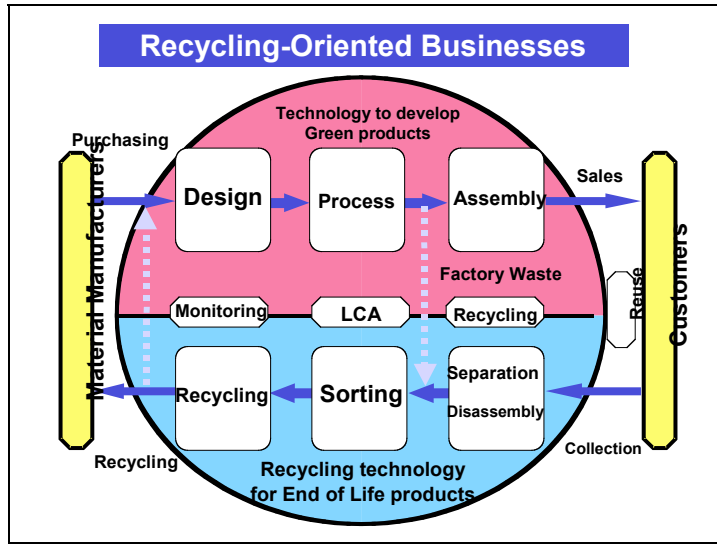 Recycling-Oriented Businesses
Technology to develop
Green products
Purchasing
Material Manufacturers
Design
Process
Assembly
Sales
Customers
Factory Waste
Reuse
Monitoring
LCA
Recycling
Recycling
Sorting
Separation
Disassembly
Recycling
Collection
Recycling technology
for End of Life products